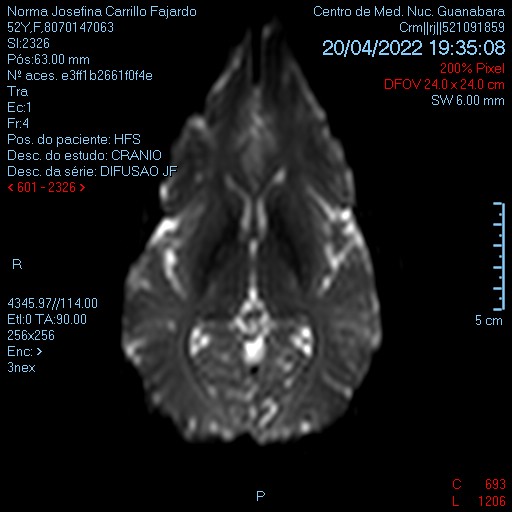 Norma Josefina Carrillo Fajardo
52Y,F,8070147063
Sl:2326
Pós:63.00 mm
Nº aces. e3ff1b2661f0f4e
Tra
Ec:1
Fr:4
Pos. do paciente: HFS
Desc. do estudo: CRANIO
Desc. da série: DIFUSAO JF
< 601 - 2326 >
Centro de Med. Nuc. Guanabara
Crm||rj||521091859
20/04/2022 19:35:08
200% Pixel
DFOV 24.0 x 24.0 cm
SW 6.00 mm
R
5 cm
4345.97//114.00
Etl:0 TA:90.00
256x256
Enc: >
3nex
P
C 693
L 1206